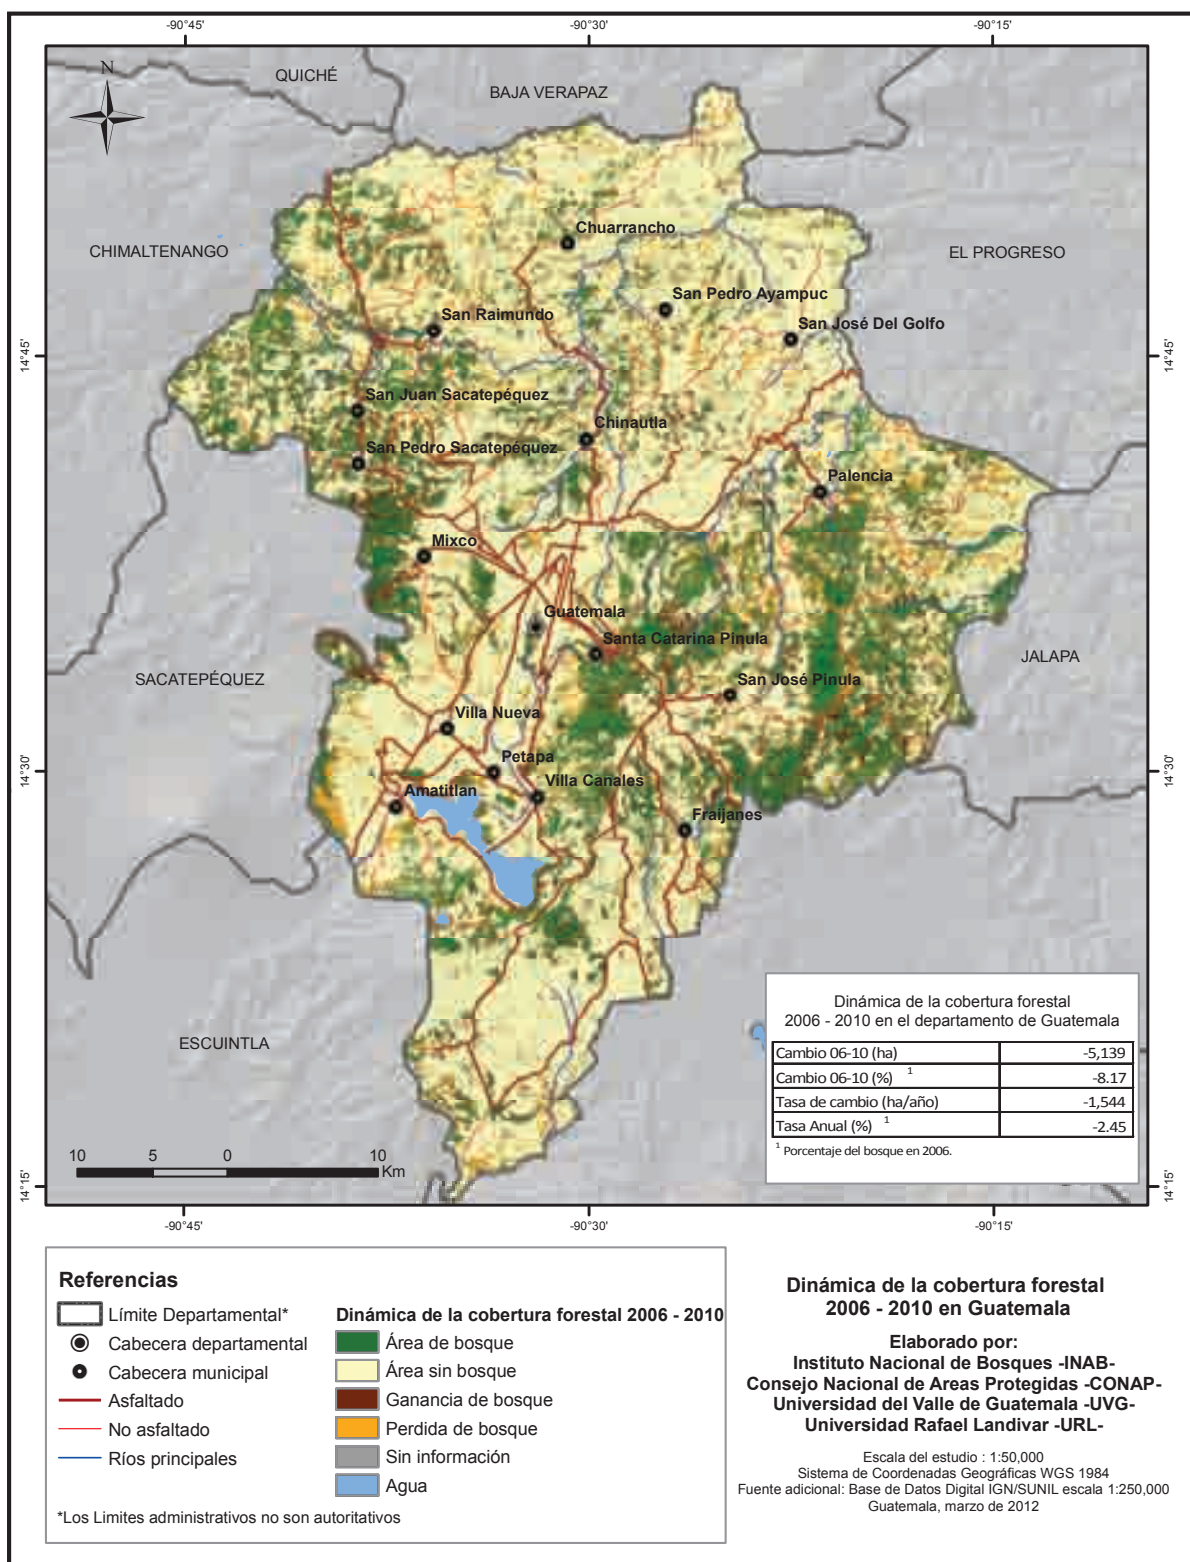 -90°45'
-90°30'
-90°15'
N
QUICHÉ
BAJA VERAPAZ
CHIMALTENANGO
EL PROGRESO
Chuarrancho
San Pedro Ayampuc
San Raimundo
San José Del Golfo
14°45'
14°45'
San Juan Sacatepéquez
Chinautla
San Pedro Sacatepéquez
Palencia
Mixco
Guatemala
Santa Catarina Pinula
JALAPA
SACATEPÉQUEZ
San José Pinula
Villa Nueva
Petapa
14°30'
14°30'
Villa Canales
Amatitlan
Fraijanes
ESCUINTLA
Dinámica de la cobertura forestal
2006 - 2010 en el departamento de Guatemala
Cambio 06-10 (ha) -5,139
Cambio 06-10 (%) 1 -8.17
Tasa de cambio (ha/año) -1,544
Tasa Anual (%) 1 -2.45
1 Porcentaje del bosque en 2006.
10 5 0 10
Km
14°15'
14°15'
-90°45'
-90°30'
-90°15'
Referencias
Límite Departamental*
Cabecera departamental
Cabecera municipal
Asfaltado
No asfaltado
Ríos principales
Dinámica de la cobertura forestal 2006 - 2010
Área de bosque
Área sin bosque
Ganancia de bosque
Perdida de bosque
Sin información
Agua
*Los Limites administrativos no son autoritativos
Dinámica de la cobertura forestal
2006 - 2010 en Guatemala
Elaborado por:
Instituto Nacional de Bosques -INAB-
Consejo Nacional de Areas Protegidas -CONAP-
Universidad del Valle de Guatemala -UVG-
Universidad Rafael Landivar -URL-
Escala del estudio : 1:50,000
Sistema de Coordenadas Geográficas WGS 1984
Fuente adicional: Base de Datos Digital IGN/SUNIL escala 1:250,000
Guatemala, marzo de 2012